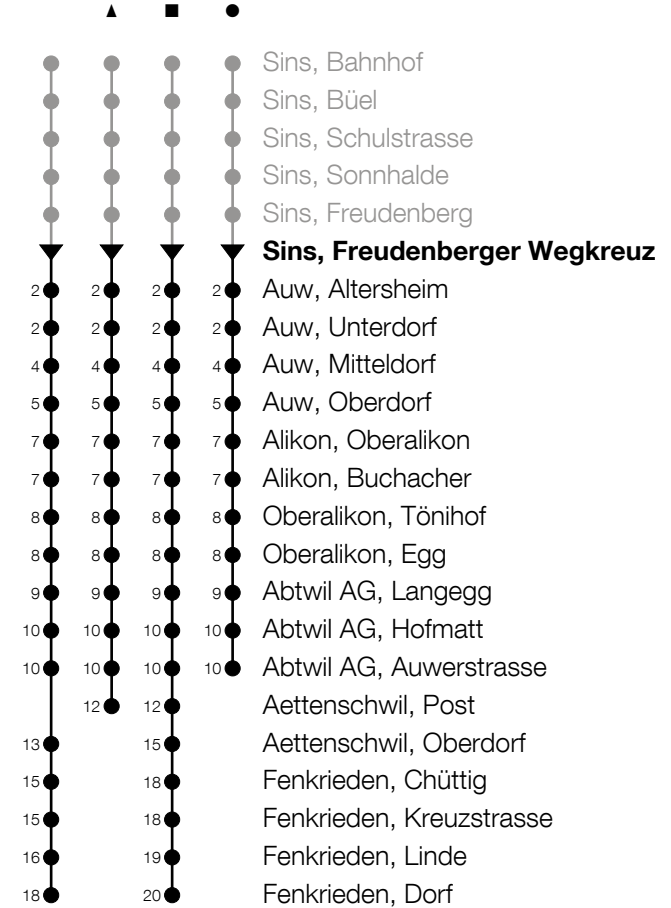 ▲ ■ ●
Sins, Bahnhof
Sins, Büel
Sins, Schulstrasse
Sins, Sonnhalde
Sins, Freudenberg
Sins, Freudenberger Wegkreuz
2 2 2 2 Auw, Altersheim
2 2 2 2 Auw, Unterdorf
4 4 4 4 Auw, Mitteldorf
5 5 5 5 Auw, Oberdorf
7 7 7 7 Alikon, Oberalikon
7 7 7 7 Alikon, Buchacher
8 8 8 8 Oberalikon, Tönihof
8 8 8 8 Oberalikon, Egg
9 9 9 9 Abtwil AG, Langegg
10 10 10 10 Abtwil AG, Hofmatt
10 10 10 10 Abtwil AG, Auwerstrasse
12 12 Aettenschwil, Post
13 15 Aettenschwil, Oberdorf
15 18 Fenkrieden, Chüttig
15 18 Fenkrieden, Kreuzstrasse
16 19 Fenkrieden, Linde
18 20 Fenkrieden, Dorf